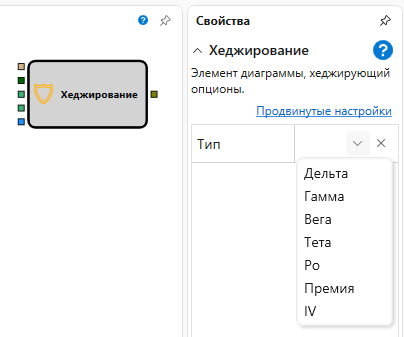 Хеджирование
Свойства
Хеджирование
Элемент диаграммы, хеджирующий
опционы.
Продвинутые настройки
Тип
Дельта
Гамма
Вега
Тета
Ро
Премия
IV